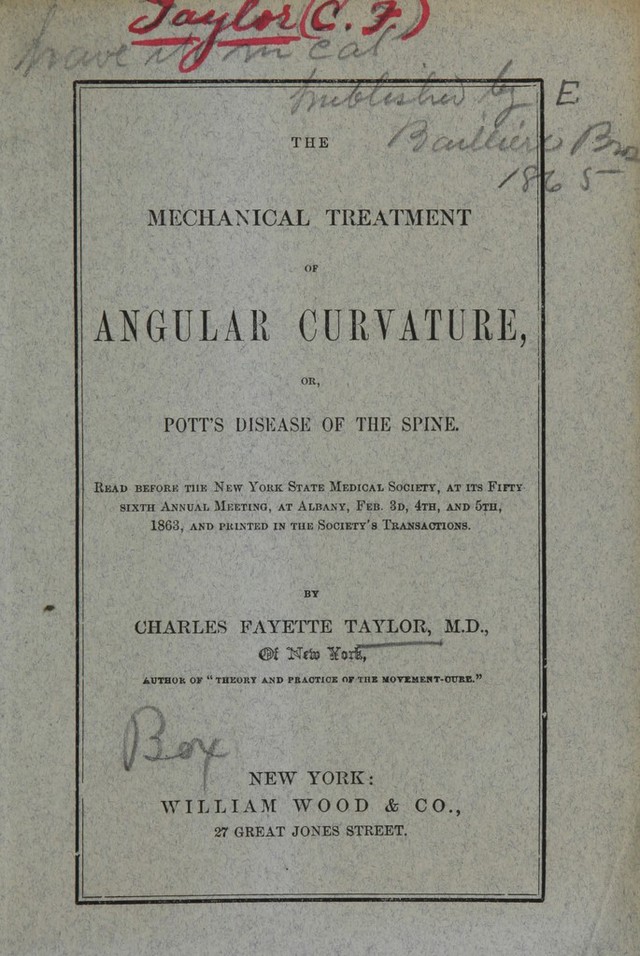 Taylor (C. F)
have it in cat
published by
E
Baillière Bros
1865
THE
MECHANICAL TREATMENT
OF
ANGULAR CURVATURE,
OR,
POTT'S DISEASE OF THE SPINE.
READ BEFORE THE NEW YORK STATE MEDICAL SOCIETY, AT ITS FIFTY-
SIXTH ANNUAL MEETING, AT ALBANY, FEB. 3D, 4TH, AND 5TH,
1863, AND PRINTED IN THE SOCIETY'S TRANSACTIONS.
BY
CHARLES FAYETTE TAYLOR, M.D.,
Of New York,
AUTHOR OF "THEORY AND PRACTICE OF THE MOVEMENT-CURE."
Box
NEW YORK:
WILLIAM WOOD & CO.,
27 GREAT JONES STREET.